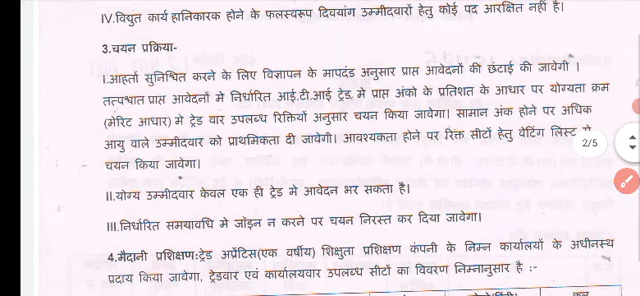 IV.विद्युत कार्य हानिकारक होने के फलस्वरूप दिवयांग उम्मीदवारों हेतु कोई पद आरक्षित नहीं है।
3.चयन प्रक्रिया-
I.आहर्ता सुनिश्चित करने के लिए विज्ञापन के मापदंड अनुसार प्राप्त आवेदनों की छंटाई की जावेगी ।
तत्पश्चात प्राप्त आवेदनों मे निर्धारित आई.टी.आई ट्रेड मे प्राप्त अंको के प्रतिशत के आधार पर योग्यता क्रम
(मेरिट आधार) मे ट्रेड वार उपलब्ध रिक्तियों अनुसार चयन किया जावेगा। सामान अंक होने पर अधिक
आयु वाले उम्मीदवार को प्राथमिकता दी जावेगी। आवश्यकता होने पर रिक्त सीटों हेतु वेटिंग लिस्ट
2/5
चयन किया जावेगा।
II.योग्य उम्मीदवार केवल एक ही ट्रेड मे आवेदन भर सकता है।
III.निर्धारित समयावधि मे जॉइन न करने पर चयन निरस्त कर दिया जावेगा।
4.मैदानी प्रशिक्षण:ट्रेड अप्रेंटिस(एक वर्षीय) शिक्षुता प्रशिक्षण कंपनी के निम्न कार्यालयों के अधीनस्थ
प्रदाय किया जावेगा, ट्रेडवार एवं कार्यालयवार उपलब्ध सीटों का विवरण निम्नानुसार है :-